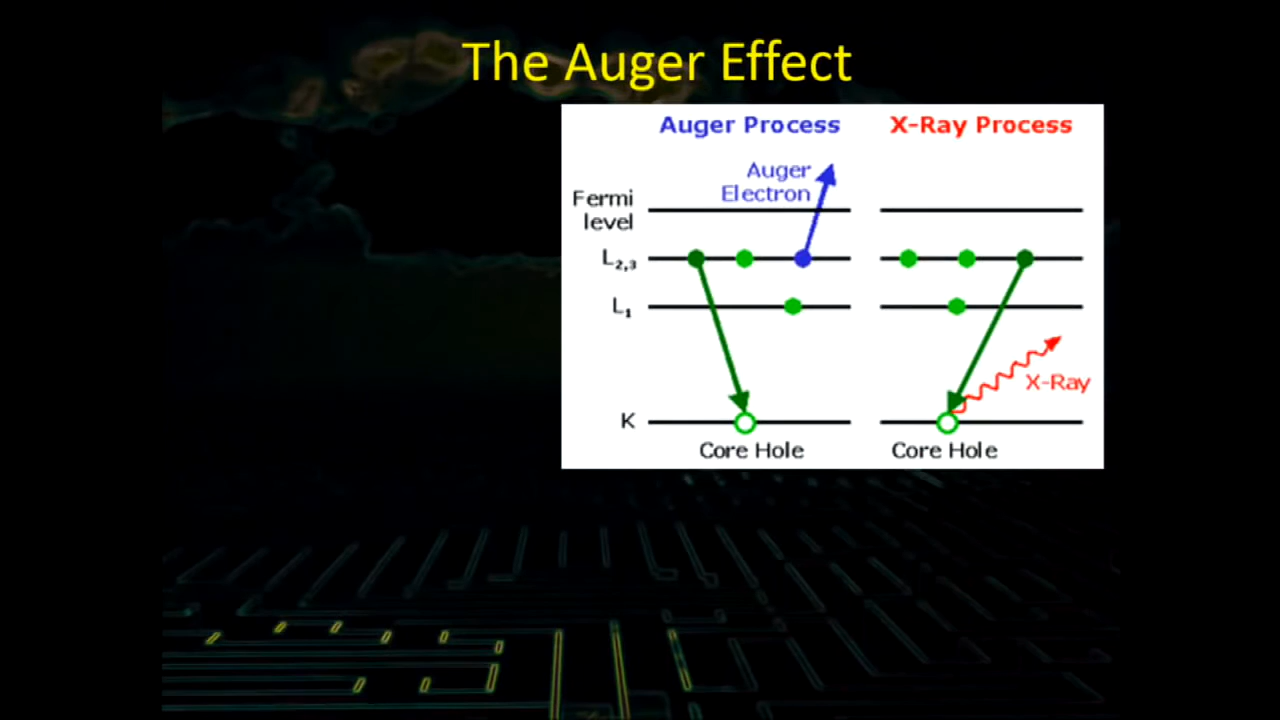 The Auger Effect
Auger Process
X-Ray Process
Auger
Electron
Fermi
level
L2,3
L1
K
X-Ray
Core Hole
Core Hole